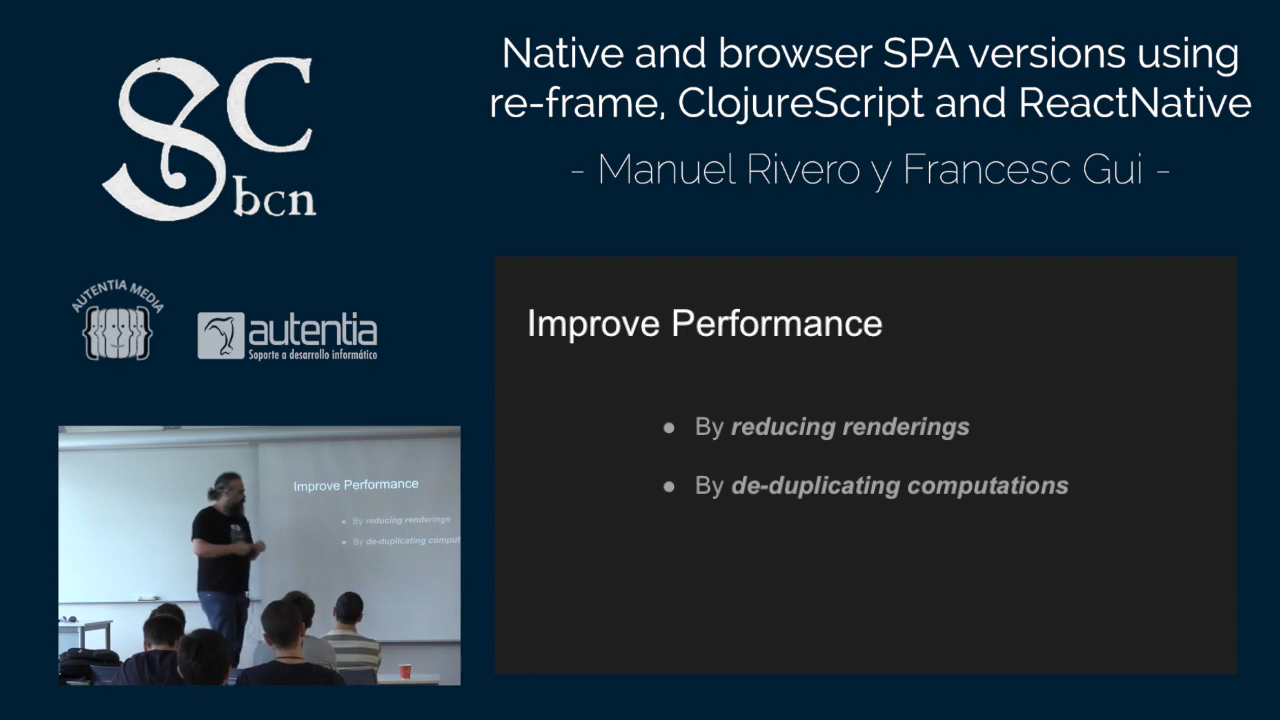 SC
bcn
Native and browser SPA versions using
re-frame, ClojureScript and ReactNative
- Manuel Rivero y Francesc Gui -
AUTENTIA MEDIA
autentia
Soporte a desarrollo informático
Improve Performance
● By reducing renderings
● By de-duplicating computations
Improve Performance
● By reducing renderings
● By de-duplicating comput